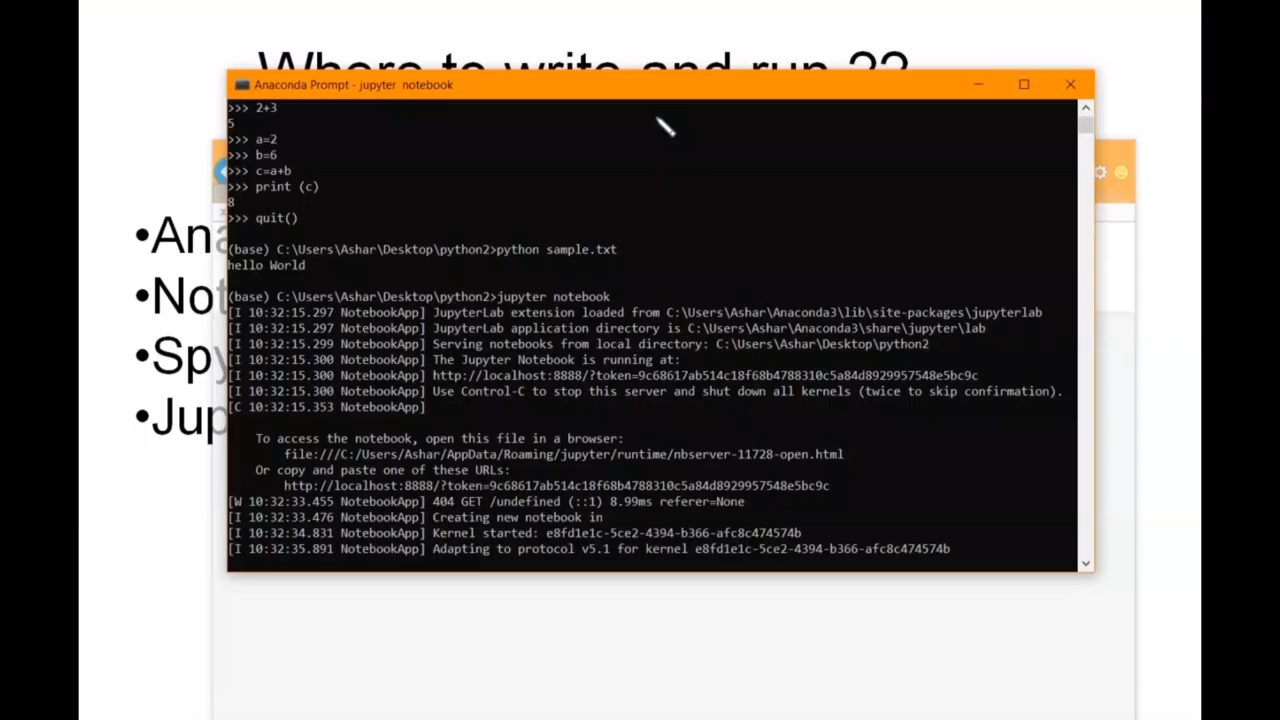 Where to write and run ??
Anaconda Prompt - jupyter notebook
>>> 2+3
5
>>> a=2
>>> b=6
>>> c=a+b
>>> print (c)
8
>>> quit()
(base) C:\Users\Ashar\Desktop\python2>python sample.txt
hello World
(base) C:\Users\Ashar\Desktop\python2>jupyter notebook
[I 10:32:15.297 NotebookApp] JupyterLab extension loaded from C:\Users\Ashar\Anaconda3\lib\site-packages\jupyterlab
[I 10:32:15.297 NotebookApp] JupyterLab application directory is C:\Users\Ashar\Anaconda3\share\jupyter\lab
[I 10:32:15.299 NotebookApp] Serving notebooks from local directory: C:\Users\Ashar\Desktop\python2
[I 10:32:15.300 NotebookApp] The Jupyter Notebook is running at:
[I 10:32:15.300 NotebookApp] http://localhost:8888/?token=9c68617ab514c18f68b4788310c5a84d8929957548e5bc9c
[I 10:32:15.300 NotebookApp] Use Control-C to stop this server and shut down all kernels (twice to skip confirmation).
[C 10:32:15.353 NotebookApp]
To access the notebook, open this file in a browser:
file:///C:/Users/Ashar/AppData/Roaming/jupyter/runtime/nbserver-11728-open.html
Or copy and paste one of these URLs:
http://localhost:8888/?token=9c68617ab514c18f68b4788310c5a84d8929957548e5bc9c
[W 10:32:33.455 NotebookApp] 404 GET /undefined (::1) 8.99ms referer=None
[I 10:32:33.476 NotebookApp] Creating new notebook in
[I 10:32:34.831 NotebookApp] Kernel started: e8fd1e1c-5ce2-4394-b366-afc8c474574b
[I 10:32:35.891 NotebookApp] Adapting to protocol v5.1 for kernel e8fd1e1c-5ce2-4394-b366-afc8c474574b
•Ana
•Not
•Spy
•Jup